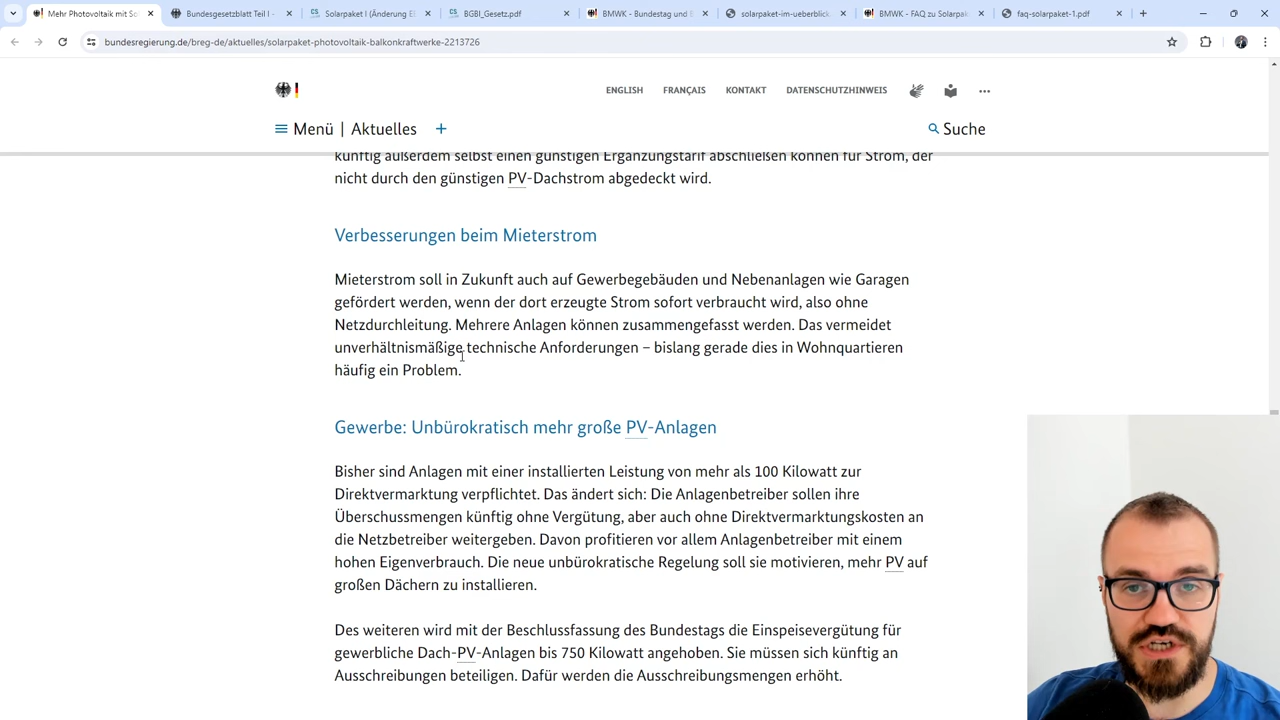 Mehr Photovoltaik mit So
Bundesgesetzblatt Teil I -
Solarpaket I (Änderung EE
BGBl_Gesetz.pdf
BMWK - Bundestag und B
solarpaket-im-ueberblick-
BMWK - FAQ zu Solarpak
faq-solarpaket-1.pdf
bundesregierung.de/breg-de/aktuelles/solarpaket-photovoltaik-balkonkraftwerke-2213726
ENGLISH FRANÇAIS KONTAKT DATENSCHUTZHINWEIS
Menü | Aktuelles
Suche
künftig außerdem selbst einen günstigen Ergänzungstarif abschließen können für Strom, der
nicht durch den günstigen PV-Dachstrom abgedeckt wird.
Verbesserungen beim Mieterstrom
Mieterstrom soll in Zukunft auch auf Gewerbegebäuden und Nebenanlagen wie Garagen
gefördert werden, wenn der dort erzeugte Strom sofort verbraucht wird, also ohne
Netzdurchleitung. Mehrere Anlagen können zusammengefasst werden. Das vermeidet
unverhältnismäßige technische Anforderungen – bislang gerade dies in Wohnquartieren
häufig ein Problem.
Gewerbe: Unbürokratisch mehr große PV-Anlagen
Bisher sind Anlagen mit einer installierten Leistung von mehr als 100 Kilowatt zur
Direktvermarktung verpflichtet. Das ändert sich: Die Anlagenbetreiber sollen ihre
Überschussmengen künftig ohne Vergütung, aber auch ohne Direktvermarktungskosten an
die Netzbetreiber weitergeben. Davon profitieren vor allem Anlagenbetreiber mit einem
hohen Eigenverbrauch. Die neue unbürokratische Regelung soll sie motivieren, mehr PV auf
großen Dächern zu installieren.
Des weiteren wird mit der Beschlussfassung des Bundestags die Einspeisevergütung für
gewerbliche Dach-PV-Anlagen bis 750 Kilowatt angehoben. Sie müssen sich künftig an
Ausschreibungen beteiligen. Dafür werden die Ausschreibungsmengen erhöht.